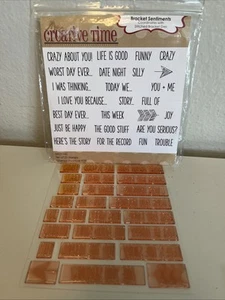 Bracket Sentiments
creative time
CRAZY ABOUT YOU! LIFE IS GOOD FUNNY CRAZY
WORST DAY EVER... DATE NIGHT SILLY
I WAS THINKING... TODAY WE... YOU + ME
I LOVE YOU BECAUSE... STORY... FULL OF
BEST DAY EVER... THIS WEEK JOY
JUST BE HAPPY THE GOOD STUFF ARE YOU SERIOUS?
HERE'S THE STORY FOR THE RECORD FUN TROUBLE